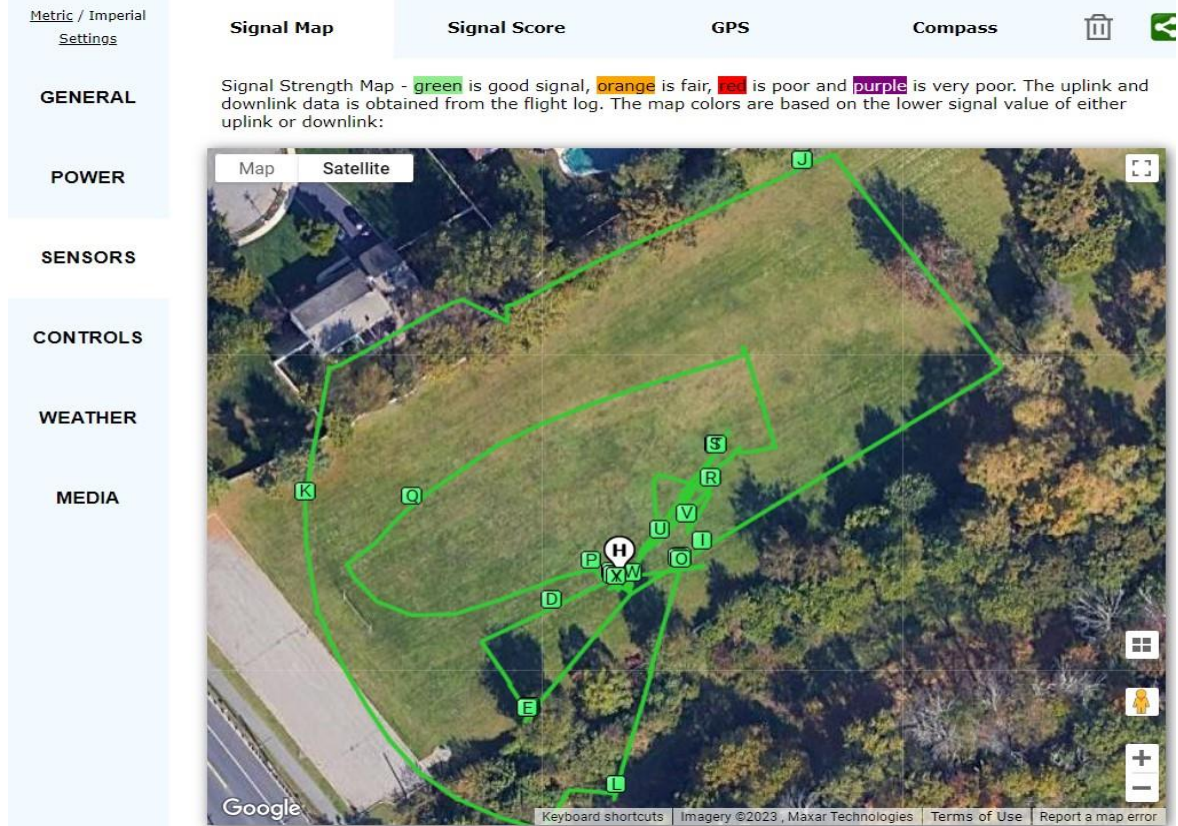 Metric / Imperial
Settings
Signal Map
Signal Score
GPS
Compass
GENERAL
POWER
SENSORS
CONTROLS
WEATHER
MEDIA
Signal Strength Map - green is good signal, orange is fair, red is poor and purple is very poor. The uplink and
downlink data is obtained from the flight log. The map colors are based on the lower signal value of either
uplink or downlink:
Map
Satellite
J
K
Q
R
V
U
I
H
P
O
X
W
D
E
L
Google
Keyboard shortcuts
Imagery ©2023 , Maxar Technologies
Terms of Use
Report a map error